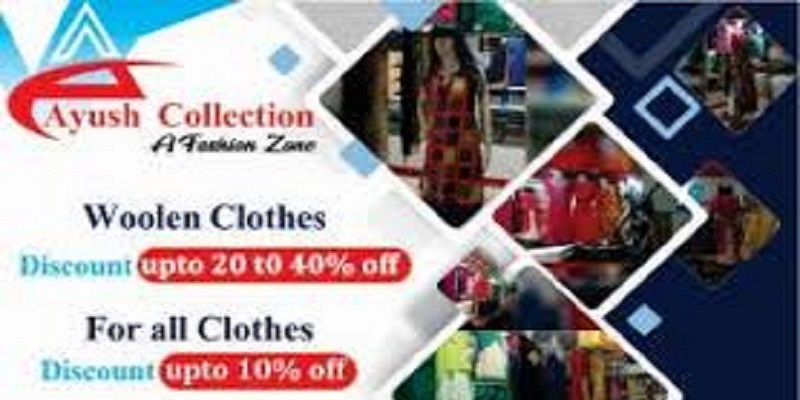 Ayush Collection
A Fashion Zone
Woolen Clothes
Discount upto 20 t0 40% off
For all Clothes
Discount upto 10% off